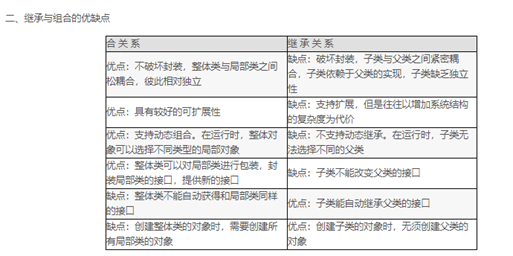 二、继承与组合的优缺点
合关系
继承关系
优点：不破坏封装，整体类与局部类之间
松耦合，彼此相对独立
缺点：破坏封装，子类与父类之间紧密耦
合，子类依赖于父类的实现，子类缺乏独立
性
优点：具有较好的可扩展性
缺点：支持扩展，但是往往以增加系统结构
的复杂度为代价
优点：支持动态组合。在运行时，整体对
象可以选择不同类型的局部对象
缺点：不支持动态继承。在运行时，子类无
法选择不同的父类
优点：整体类可以对局部类进行包装，封
装局部类的接口，提供新的接口
缺点：子类不能改变父类的接口
缺点：整体类不能自动获得和局部类同样
的接口
优点：子类能自动继承父类的接口
缺点：创建整体类的对象时，需要创建所
有局部类的对象
优点：创建子类的对象时，无须创建父类的
对象